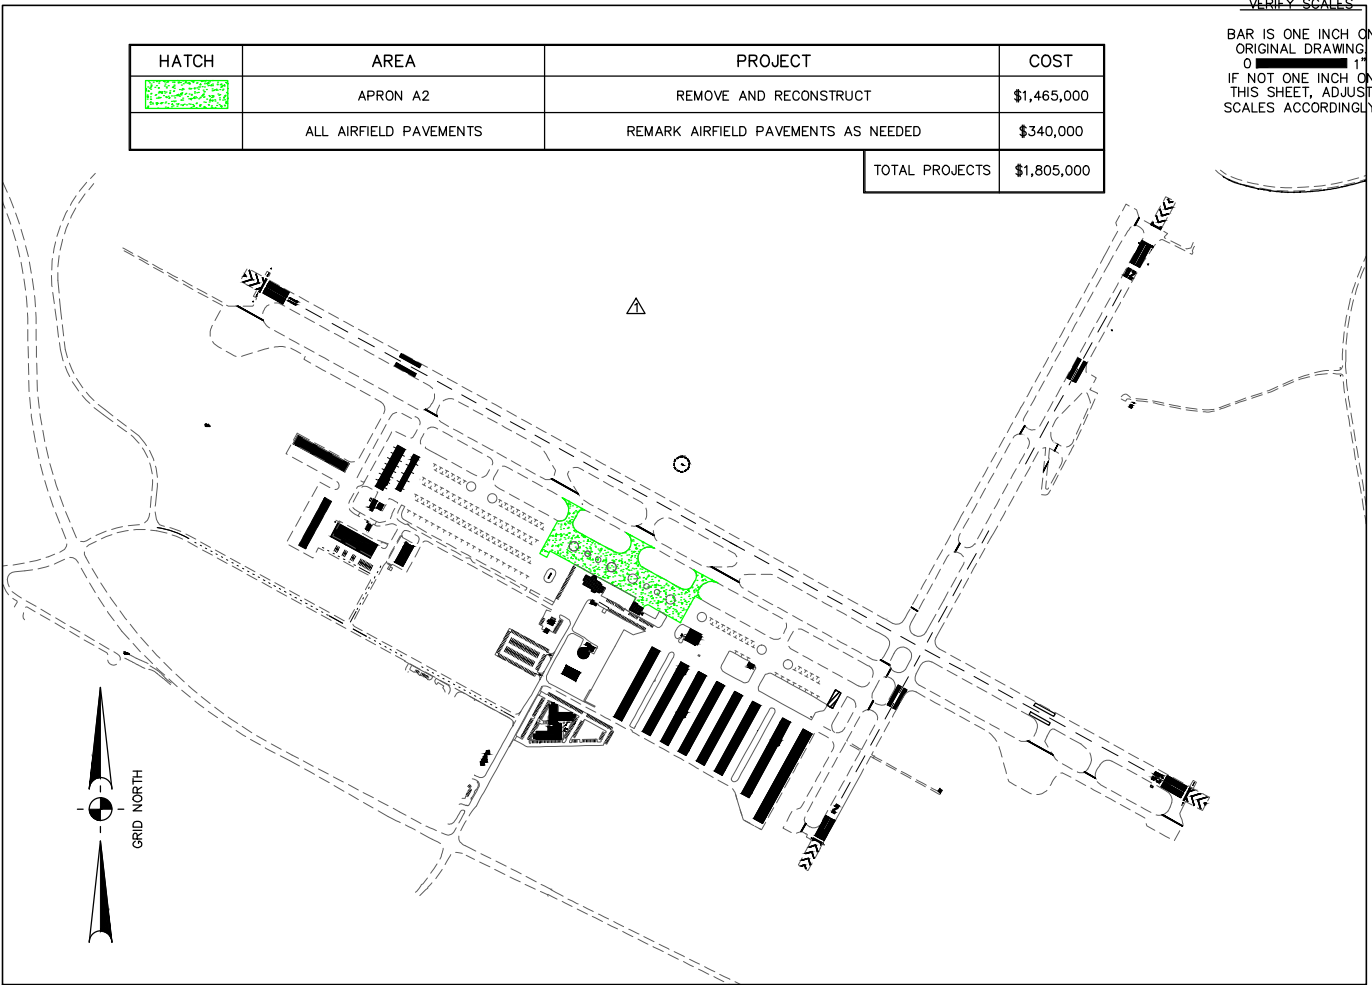 VERIFY SCALES
BAR IS ONE INCH ON
ORIGINAL DRAWING.
0 1"
IF NOT ONE INCH ON
THIS SHEET, ADJUST
SCALES ACCORDINGLY
HATCH AREA PROJECT COST
APRON A2 REMOVE AND RECONSTRUCT $1,465,000
ALL AIRFIELD PAVEMENTS REMARK AIRFIELD PAVEMENTS AS NEEDED $340,000
TOTAL PROJECTS $1,805,000
1
2
GRID NORTH